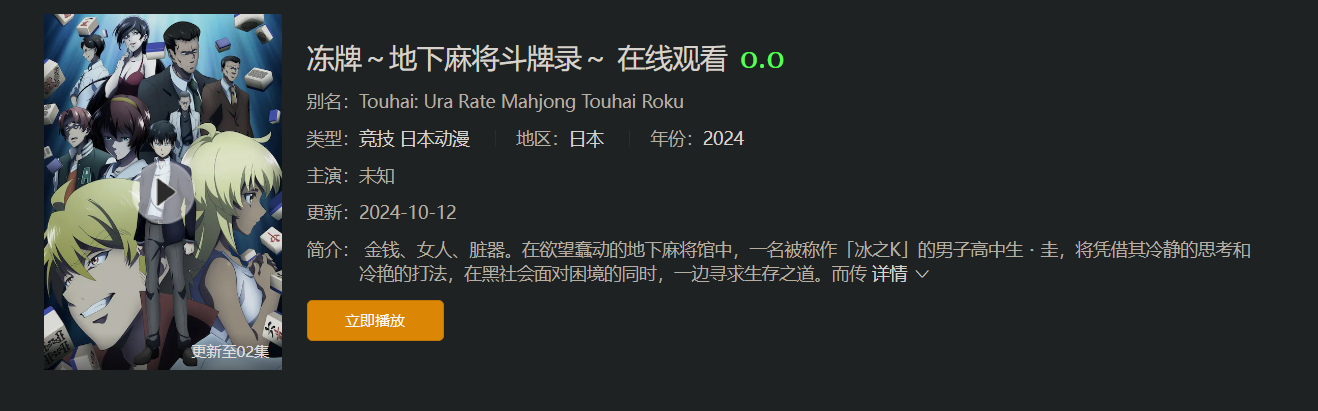 冻牌～地下麻将斗牌录～ 在线观看 0.0
别名：Touhai: Ura Rate Mahjong Touhai Roku
类型：竞技 日本动漫 地区：日本 年份：2024
主演：未知
更新：2024-10-12
简介： 金钱、女人、脏器。在欲望蠢动的地下麻将馆中，一名被称作「冰之K」的男子高中生·圭，将凭借其冷静的思考和
冷艳的打法，在黑社会面对困境的同时，一边寻求生存之道。而传 详情
立即播放
更新至02集